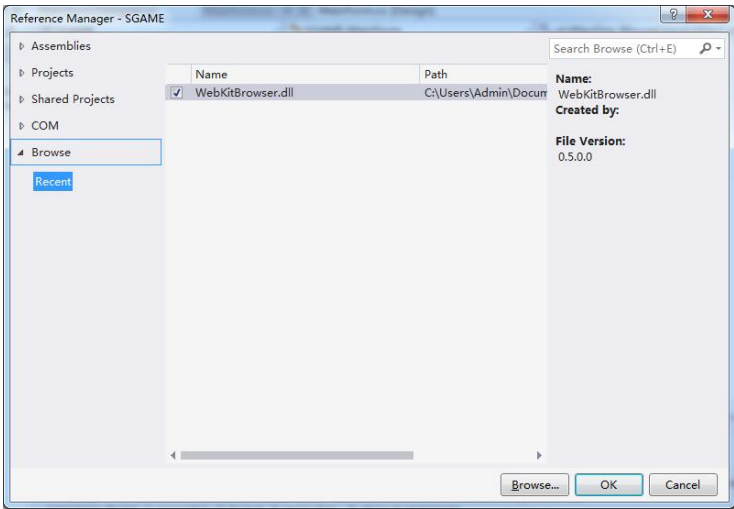 Reference Manager - SGAME
Assemblies
Projects
Shared Projects
COM
Browse
Recent
Name Path
WebKitBrowser.dll C:\Users\Admin\Docum
Search Browse (Ctrl+E)
Name:
WebKitBrowser.dll
Created by:
File Version:
0.5.0.0
Browse... OK Cancel